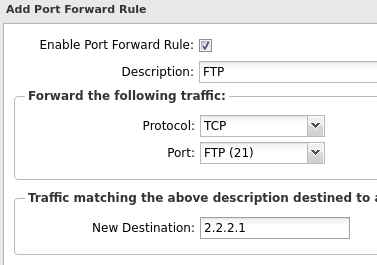 Add Port Forward Rule
Enable Port Forward Rule:
Description: FTP
Forward the following traffic:
Protocol: TCP
Port: FTP (21)
Traffic matching the above description destined to a
New Destination: 2.2.2.1